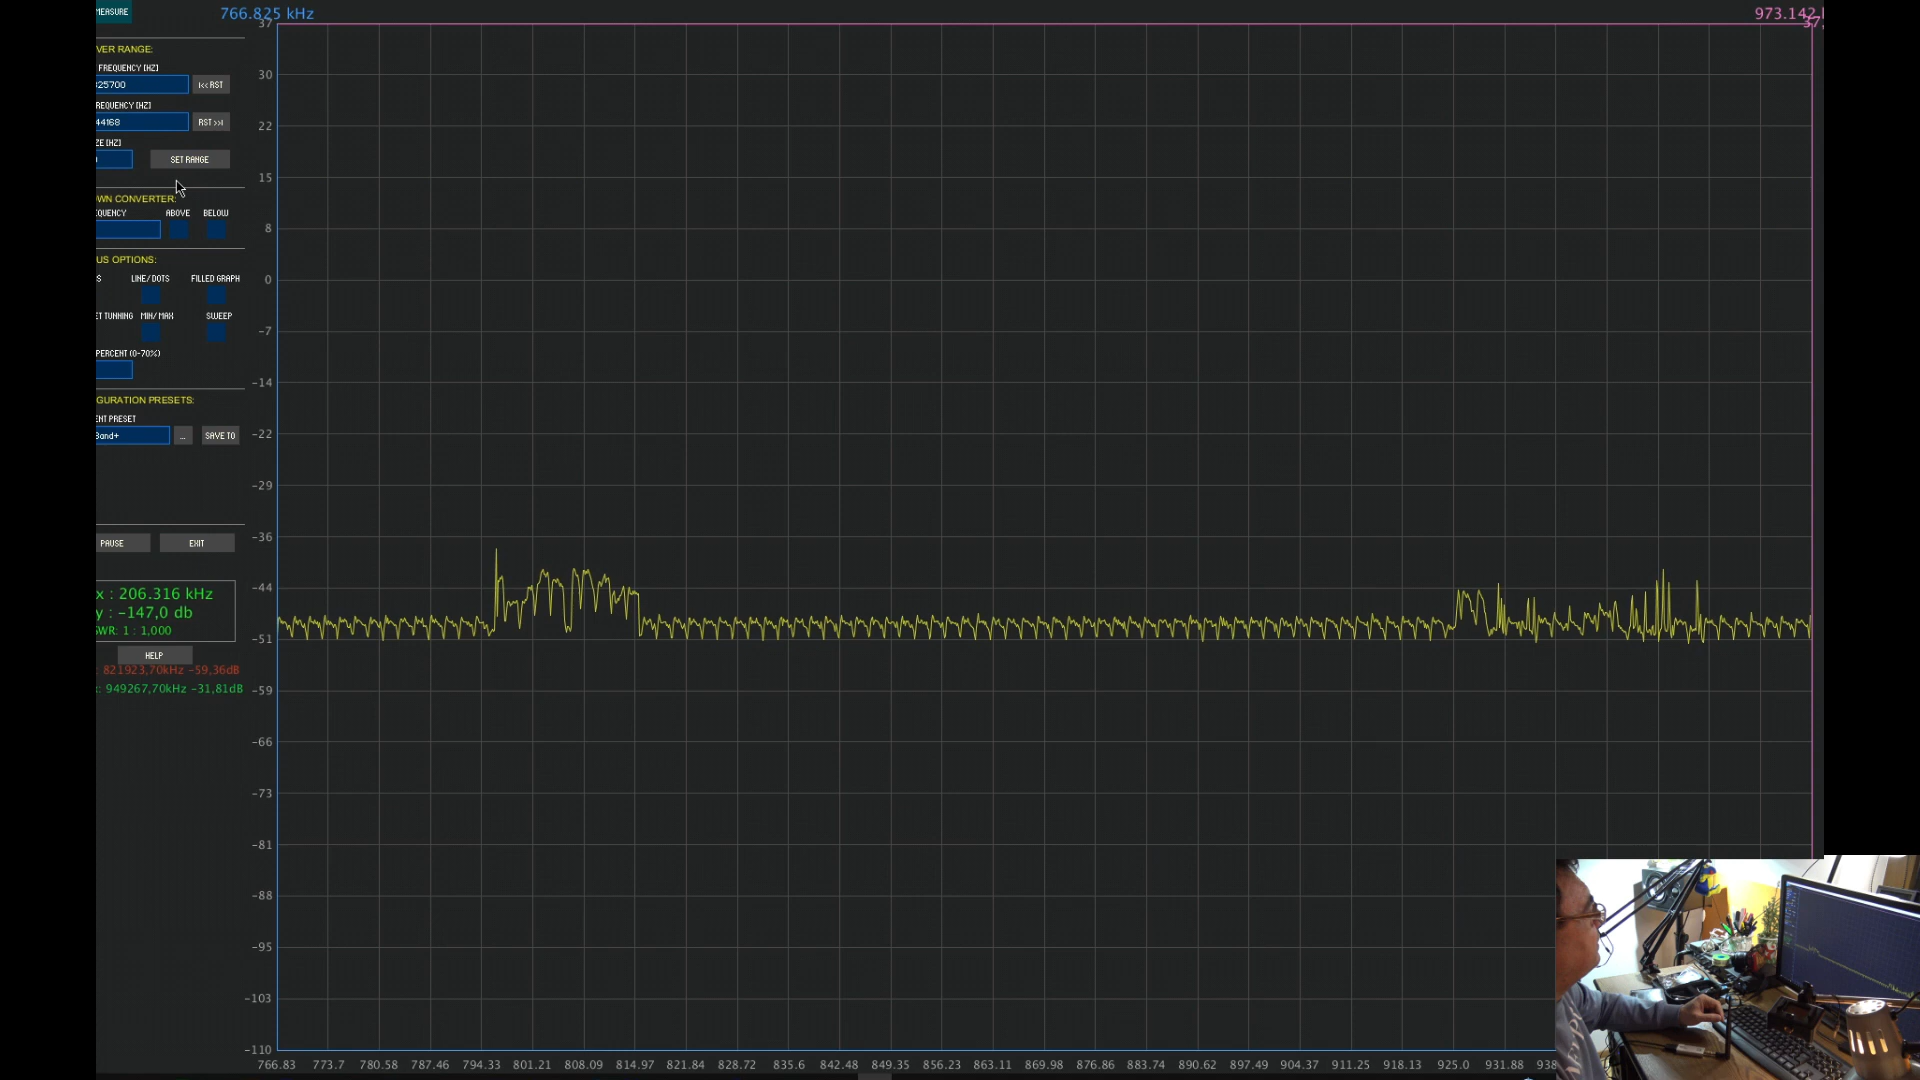 MEASURE
766.825 kHz
973.142
VER RANGE:
FREQUENCY [HZ]
25700
I<< RST
REQUENCY [HZ]
44168
RST >>I
ZE [HZ]
SET RANGE
WN CONVERTER:
QUENCY
ABOVE
BELOW
US OPTIONS:
S
LINE/DOTS
FILLED GRAPH
ET TUNNING
MIN/MAX
SWEEP
PERCENT (0-70%)
GURATION PRESETS:
ENT PRESET
Band+
...
SAVE TO
PAUSE
EXIT
x : 206.316 kHz
y : -147,0 db
SWR: 1 : 1,000
HELP
: 821923,70kHz -59,36dB
: 949267,70kHz -31,81dB
37
30
22
15
8
0
-7
-14
-22
-29
-36
-44
-51
-59
-66
-73
-81
-88
-95
-103
-110
766.83 773.7 780.58 787.46 794.33 801.21 808.09 814.97 821.84 828.72 835.6 842.48 849.35 856.23 863.11 869.98 876.86 883.74 890.62 897.49 904.37 911.25 918.13 925.0 931.88 938